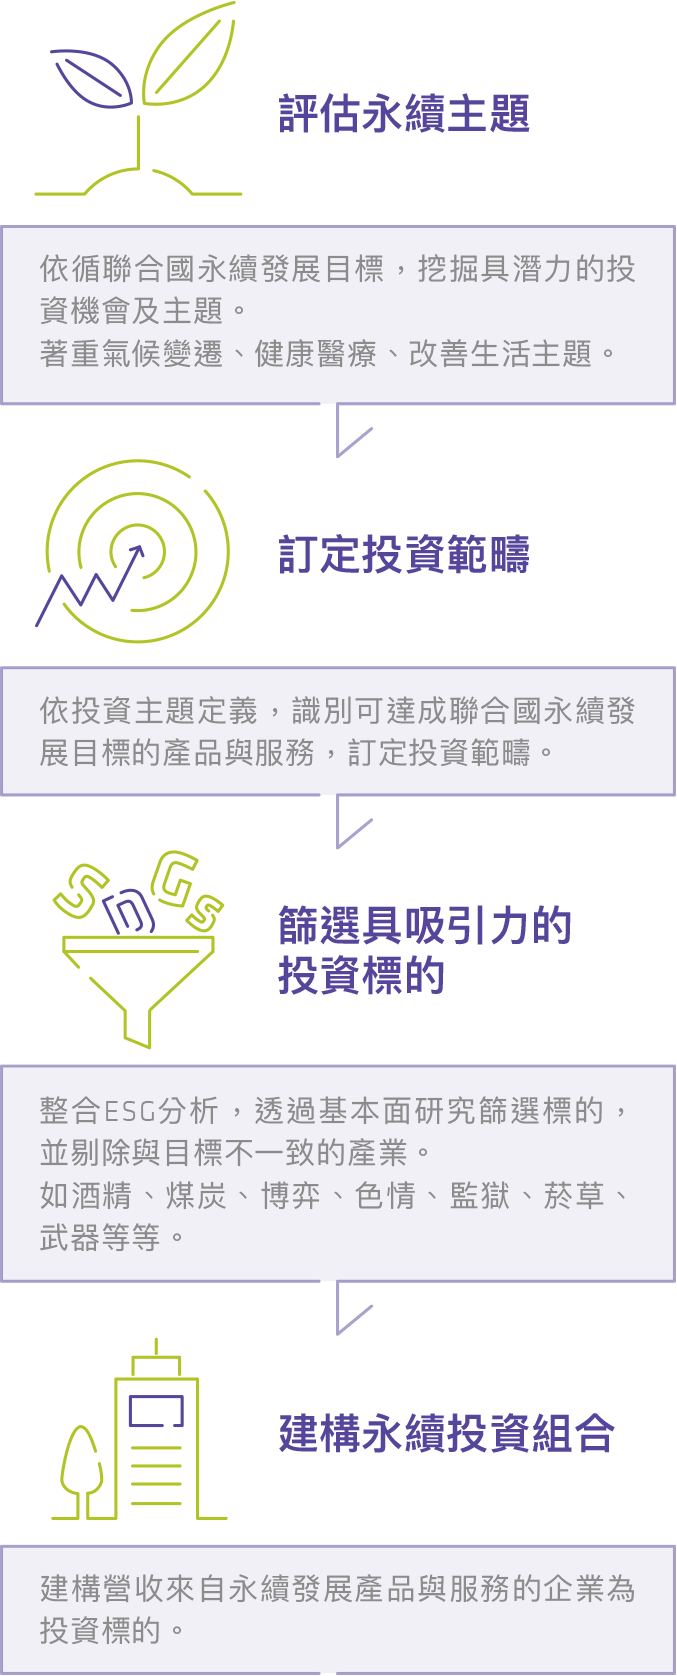 評估永續主題
依循聯合國永續發展目標，挖掘具潛力的投
資機會及主題。
著重氣候變遷、健康醫療、改善生活主題。
訂定投資範疇
依投資主題定義，識別可達成聯合國永續發
展目標的產品與服務，訂定投資範疇。
SDGs
篩選具吸引力的
投資標的
整合ESG分析，透過基本面研究篩選標的，
並剔除與目標不一致的產業。
如酒精、煤炭、博弈、色情、監獄、菸草、
武器等等。
建構永續投資組合
建構營收來自永續發展產品與服務的企業為
投資標的。